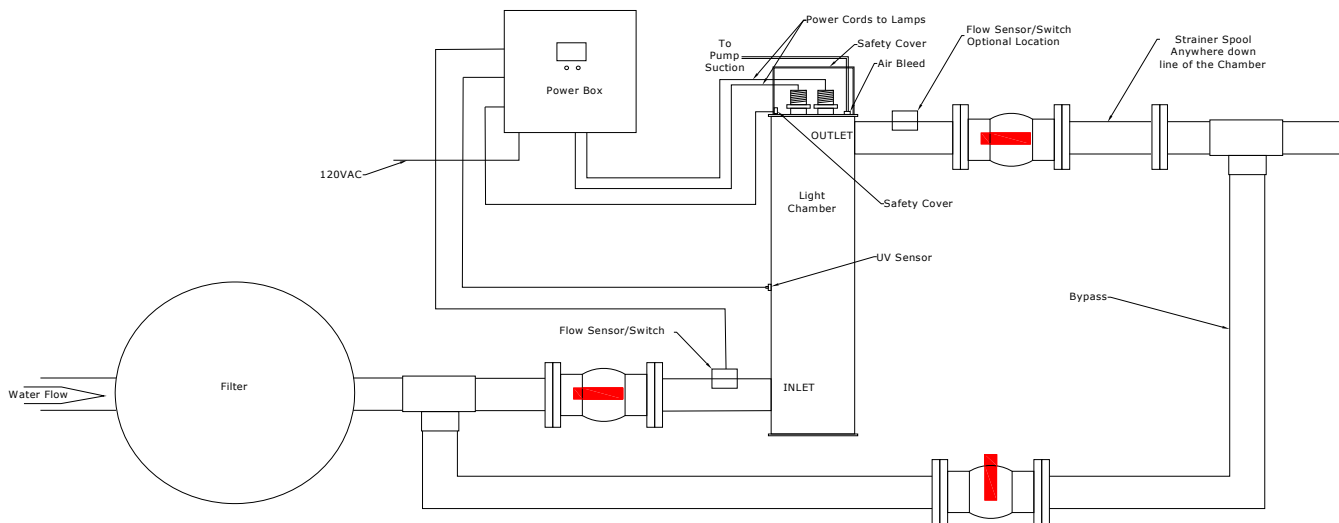 Power Cords to Lamps
To
Pump
Suction
Safety Cover
Air Bleed
Flow Sensor/Switch
Optional Location
Strainer Spool
Anywhere down
line of the Chamber
Power Box
OUTLET
120VAC
Light
Chamber
Safety Cover
UV Sensor
Bypass
Flow Sensor/Switch
Water Flow
Filter
INLET